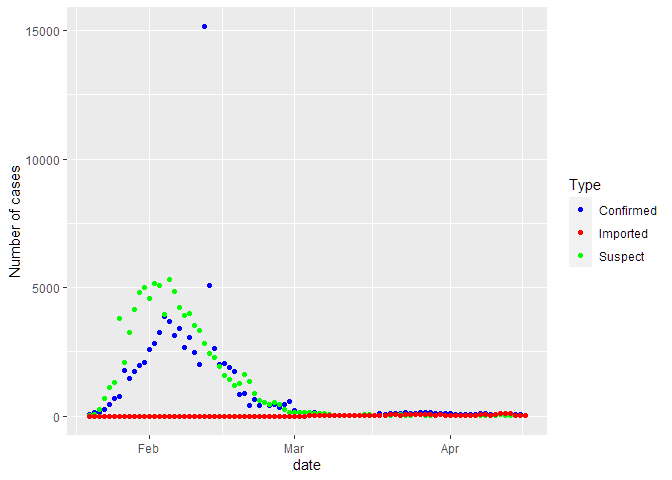 15000
10000
5000
0
Number of cases
Feb
Mar
Apr
date
Type
Confirmed
Imported
Suspect